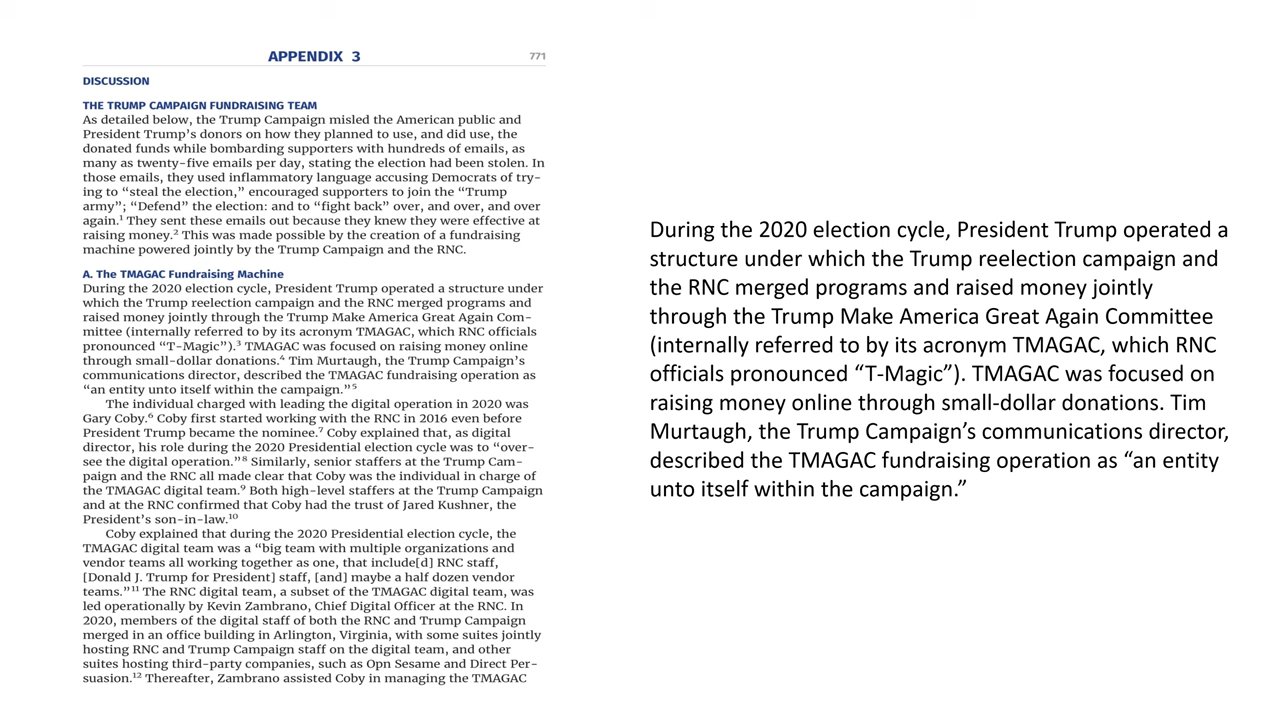 APPENDIX 3
771
DISCUSSION
THE TRUMP CAMPAIGN FUNDRAISING TEAM
As detailed below, the Trump Campaign misled the American public and
President Trump’s donors on how they planned to use, and did use, the
donated funds while bombarding supporters with hundreds of emails, as
many as twenty-five emails per day, stating the election had been stolen. In
those emails, they used inflammatory language accusing Democrats of try-
ing to “steal the election,” encouraged supporters to join the “Trump
army”; “Defend” the election: and to “fight back” over, and over, and over
again.¹ They sent these emails out because they knew they were effective at
raising money.² This was made possible by the creation of a fundraising
machine powered jointly by the Trump Campaign and the RNC.
A. The TMAGAC Fundraising Machine
During the 2020 election cycle, President Trump operated a structure under
which the Trump reelection campaign and the RNC merged programs and
raised money jointly through the Trump Make America Great Again Com-
mittee (internally referred to by its acronym TMAGAC, which RNC officials
pronounced “T-Magic”).³ TMAGAC was focused on raising money online
through small-dollar donations.⁴ Tim Murtaugh, the Trump Campaign’s
communications director, described the TMAGAC fundraising operation as
“an entity unto itself within the campaign.”⁵
The individual charged with leading the digital operation in 2020 was
Gary Coby.⁶ Coby first started working with the RNC in 2016 even before
President Trump became the nominee.⁷ Coby explained that, as digital
director, his role during the 2020 Presidential election cycle was to “over-
see the digital operation.”⁸ Similarly, senior staffers at the Trump Cam-
paign and the RNC all made clear that Coby was the individual in charge of
the TMAGAC digital team.⁹ Both high-level staffers at the Trump Campaign
and at the RNC confirmed that Coby had the trust of Jared Kushner, the
President’s son-in-law.¹⁰
Coby explained that during the 2020 Presidential election cycle, the
TMAGAC digital team was a “big team with multiple organizations and
vendor teams all working together as one, that include[d] RNC staff,
[Donald J. Trump for President] staff, [and] maybe a half dozen vendor
teams.”¹¹ The RNC digital team, a subset of the TMAGAC digital team, was
led operationally by Kevin Zambrano, Chief Digital Officer at the RNC. In
2020, members of the digital staff of both the RNC and Trump Campaign
merged in an office building in Arlington, Virginia, with some suites jointly
hosting RNC and Trump Campaign staff on the digital team, and other
suites hosting third-party companies, such as Opn Sesame and Direct Per-
suasion.¹² Thereafter, Zambrano assisted Coby in managing the TMAGAC
During the 2020 election cycle, President Trump operated a
structure under which the Trump reelection campaign and
the RNC merged programs and raised money jointly
through the Trump Make America Great Again Committee
(internally referred to by its acronym TMAGAC, which RNC
officials pronounced “T-Magic”). TMAGAC was focused on
raising money online through small-dollar donations. Tim
Murtaugh, the Trump Campaign’s communications director,
described the TMAGAC fundraising operation as “an entity
unto itself within the campaign.”